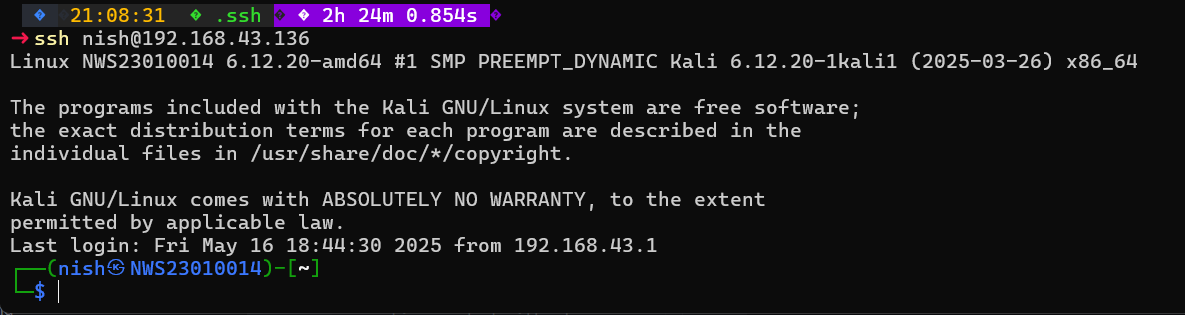 � 21:08:31 � .ssh � � 2h 24m 0.854s �
➜ ssh nish@192.168.43.136
Linux NWS23010014 6.12.20-amd64 #1 SMP PREEMPT_DYNAMIC Kali 6.12.20-1kali1 (2025-03-26) x86_64
The programs included with the Kali GNU/Linux system are free software;
the exact distribution terms for each program are described in the
individual files in /usr/share/doc/*/copyright.
Kali GNU/Linux comes with ABSOLUTELY NO WARRANTY, to the extent
permitted by applicable law.
Last login: Fri May 16 18:44:30 2025 from 192.168.43.1
┌──(nish㉿NWS23010014)-[~]
└─$